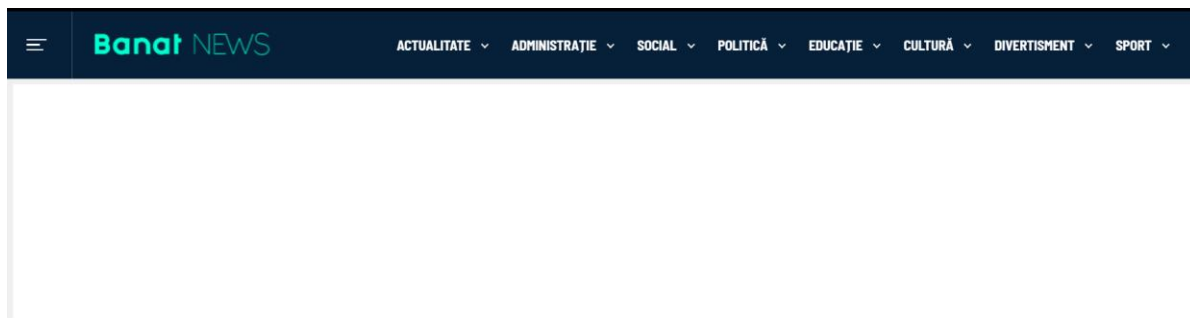 Banat NEWS ACTUALITATE ADMINISTRAȚIE SOCIAL POLITICĂ EDUCAȚIE CULTURĂ DIVERTISMENT SPORT